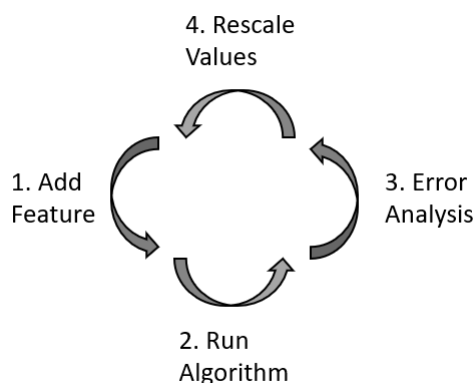 4. Rescale
Values
1. Add
Feature
3. Error
Analysis
2. Run
Algorithm